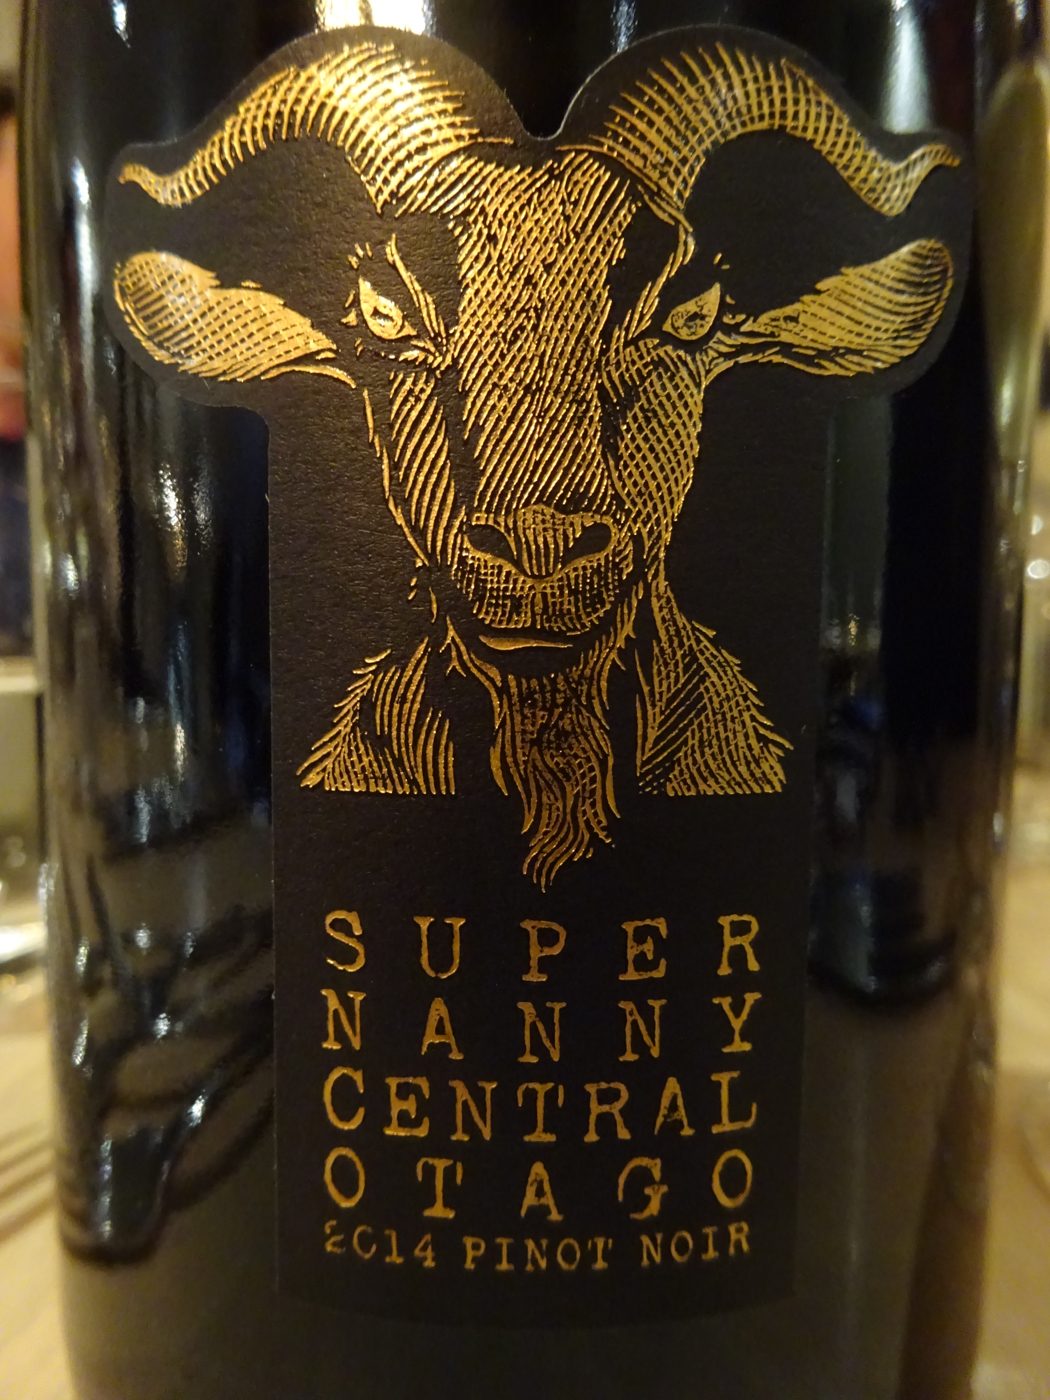 SUPER
NANNY
CENTRAL
OTAGO
2014 PINOT NOIR